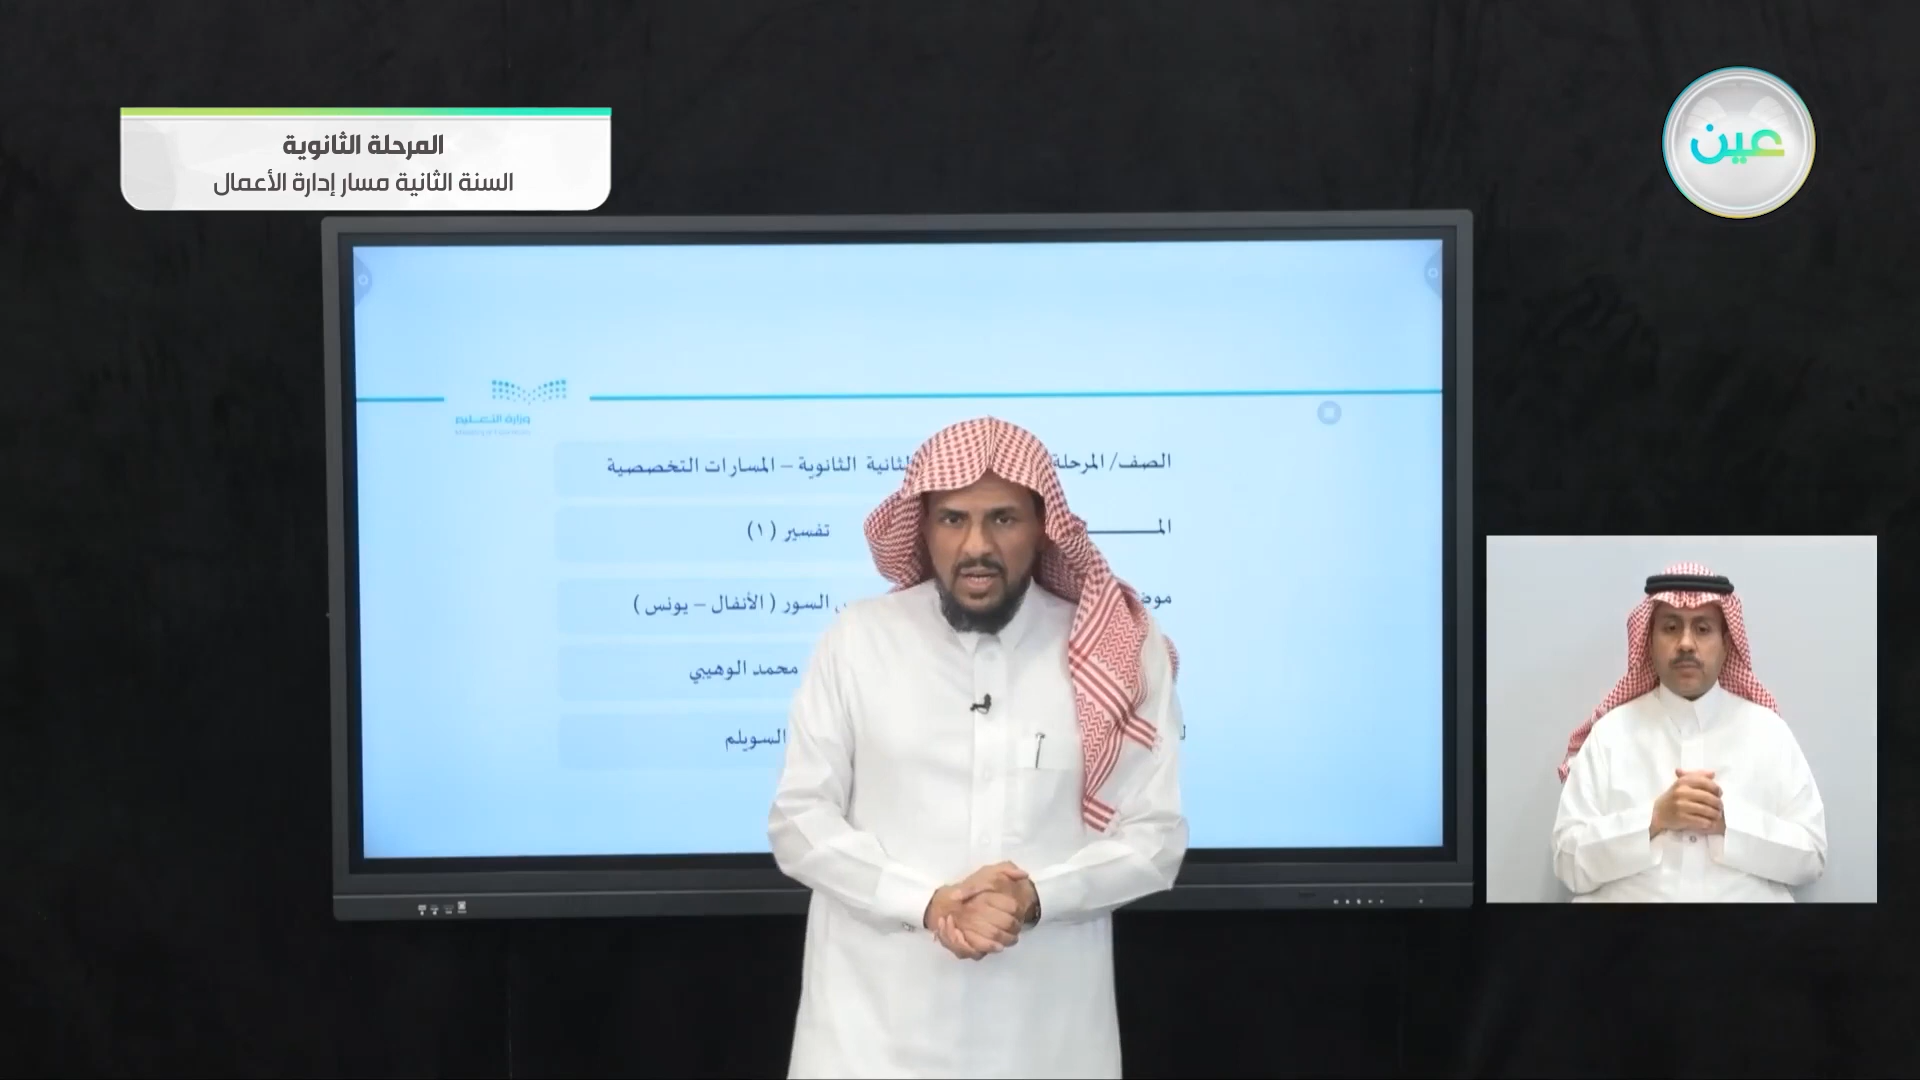 المرحلة الثانوية
السنة الثانية مسار إدارة الأعمال
عين
وزارة التعليم
الصف/ المرحلة الثانية الثانوية – المسارات التخصصية
تفسير (١)
السور ( الأنفال – يونس )
محمد الوهيبي
السويلم